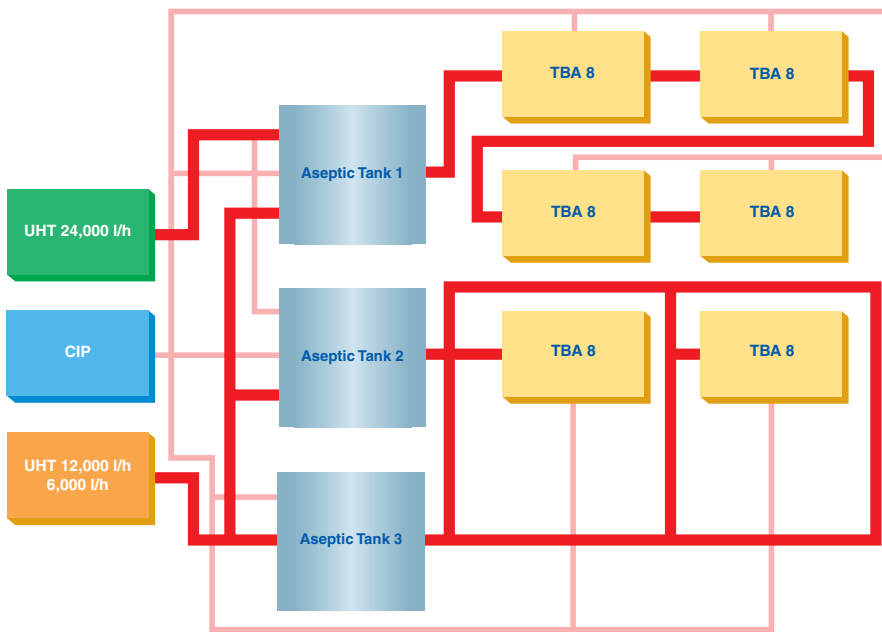 TBA 8
TBA 8
Aseptic Tank 1
UHT 24,000 l/h
TBA 8
TBA 8
CIP
Aseptic Tank 2
TBA 8
TBA 8
UHT 12,000 l/h
6,000 l/h
Aseptic Tank 3